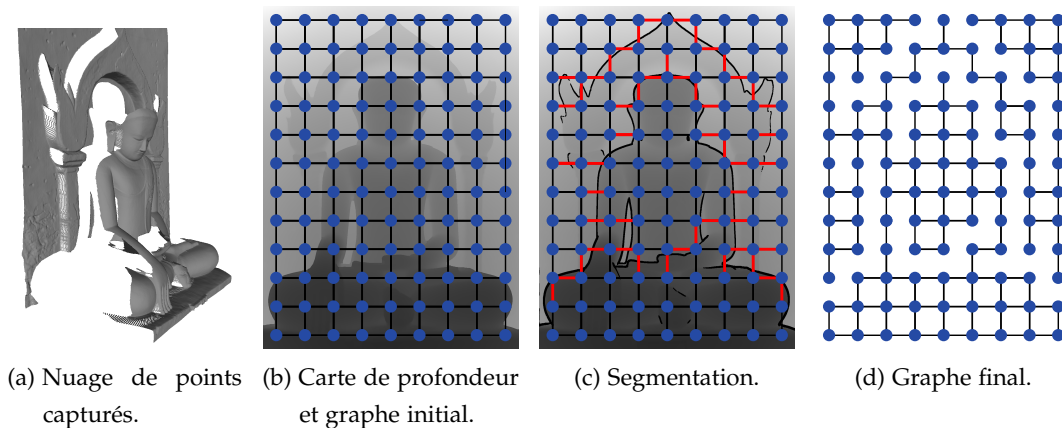 (a) Nuage de points capturés.
(b) Carte de profondeur et graphe initial.
(c) Segmentation.
(d) Graphe final.